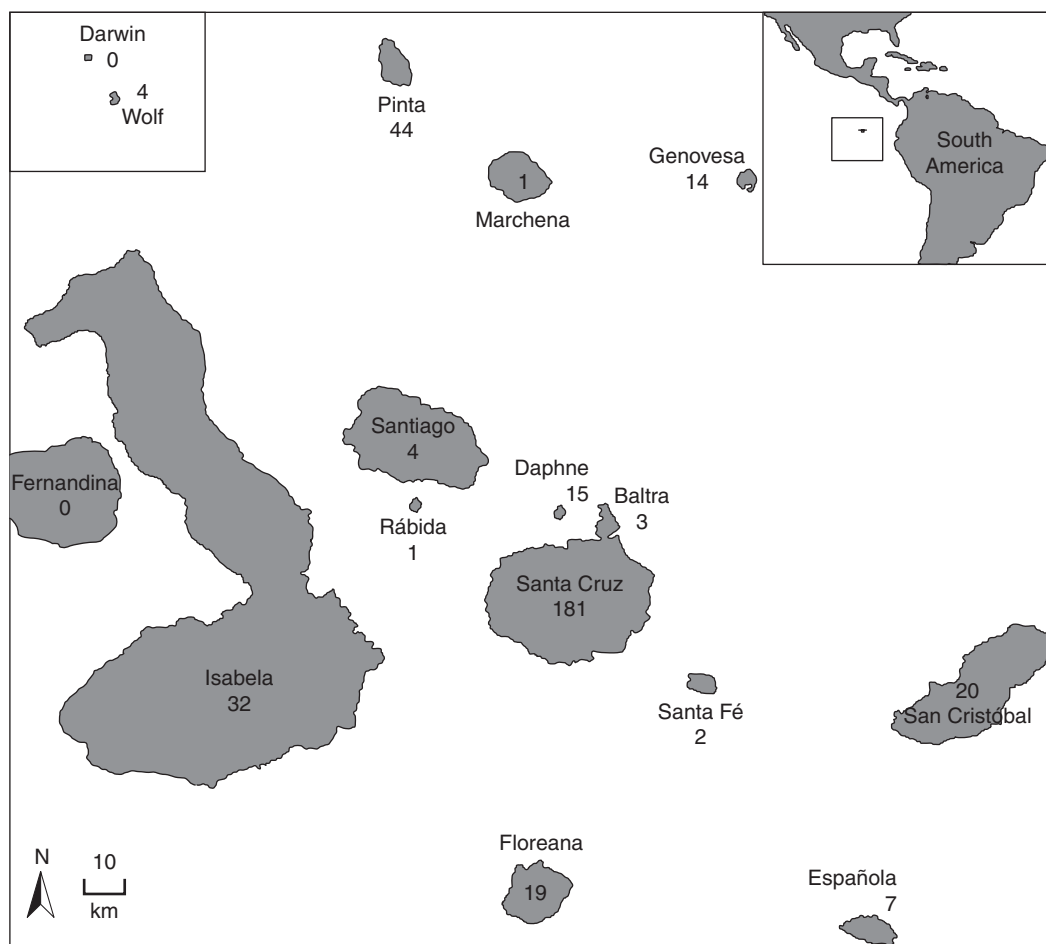 Darwin
0
4
Wolf
Pinta
44
1
Marchena
Genovesa
14
South
America
Santiago
4
Fernandina
0
Rábida
1
Daphne
15
Baltra
3
Santa Cruz
181
Isabela
32
Santa Fé
2
20
San Cristóbal
Floreana
19
Española
7
N
10
km